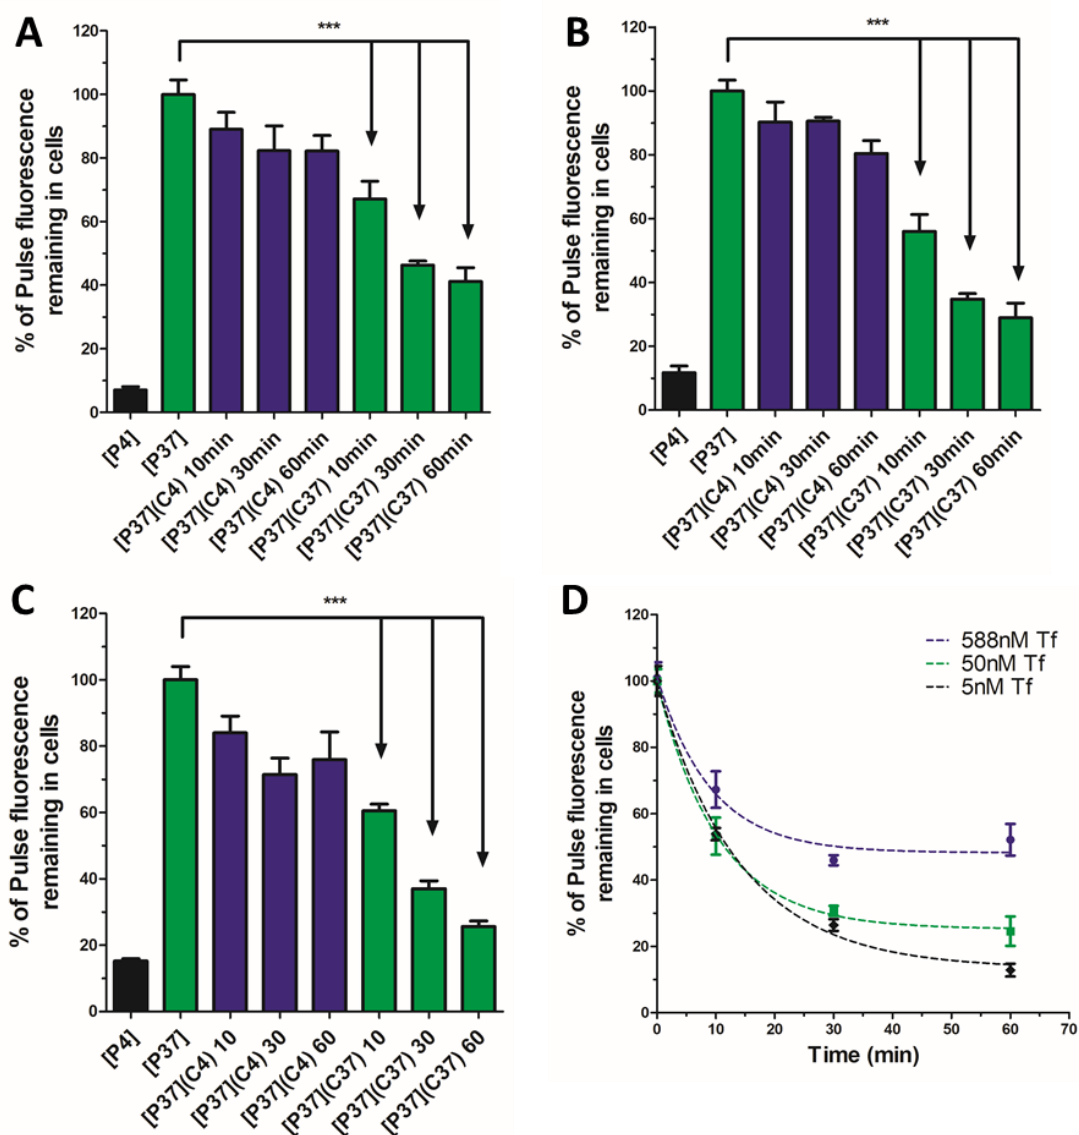 A
% of Pulse fluorescence
remaining in cells
120
100
80
60
40
20
0
***
[P4]
[P37]
[P37](C4) 10min
[P37](C4) 30min
[P37](C4) 60min
[P37](C37) 10min
[P37](C37) 30min
[P37](C37) 60min
B
% of Pulse fluorescence
remaining in cells
120
100
80
60
40
20
0
***
[P4]
[P37]
[P37](C4) 10min
[P37](C4) 30min
[P37](C4) 60min
[P37](C37) 10min
[P37](C37) 30min
[P37](C37) 60min
C
% of Pulse fluorescence
remaining in cells
120
100
80
60
40
20
0
***
[P4]
[P37]
[P37](C4) 10
[P37](C4) 30
[P37](C4) 60
[P37](C37) 10
[P37](C37) 30
[P37](C37) 60
D
% of Pulse fluorescence
remaining in cells
120
100
80
60
40
20
0
588nM Tf
50nM Tf
5nM Tf
0 10 20 30 40 50 60 70
Time (min)